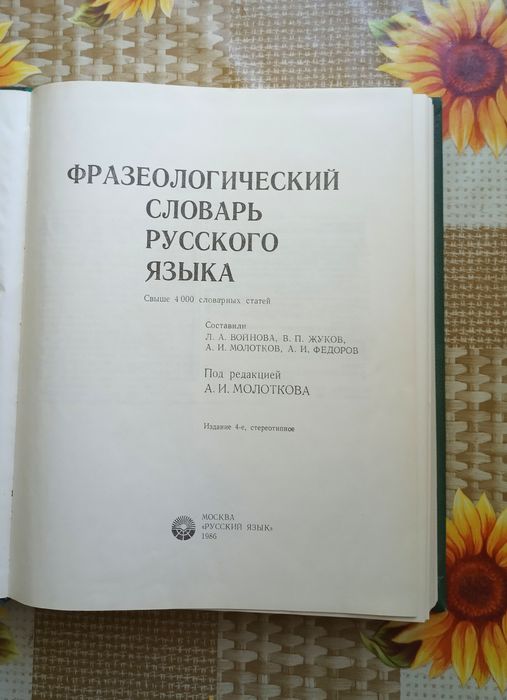 ФРАЗЕОЛОГИЧЕСКИЙ
СЛОВАРЬ
РУССКОГО
ЯЗЫКА
Свыше 4 000 словарных статей
Составили
Л. А. ВОЙНОВА, В. П. ЖУКОВ,
А. И. МОЛОТКОВ, А. И. ФЕДОРОВ
Под редакцией
А. И. МОЛОТКОВА
Издание 4-е, стереотипное
МОСКВА
«РУССКИЙ ЯЗЫК»
1986